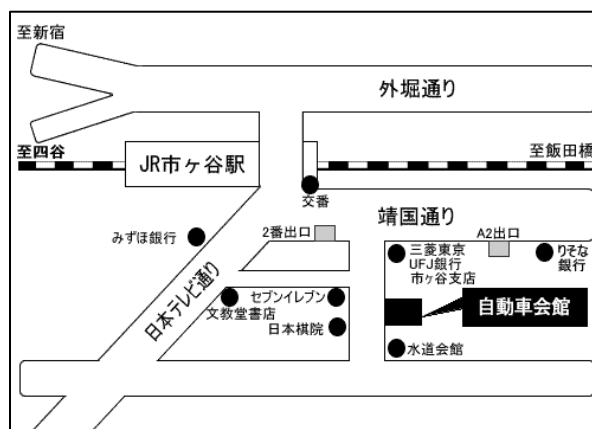 至新宿
外堀通り
至四谷
JR市ヶ谷駅
至飯田橋
交番
靖国通り
みずほ銀行
2番出口
A2出口
三菱東京
UFJ銀行
市ヶ谷支店
りそな
銀行
日本テレビ通り
セブンイレブン
文教堂書店
日本棋院
自動車会館
水道会館